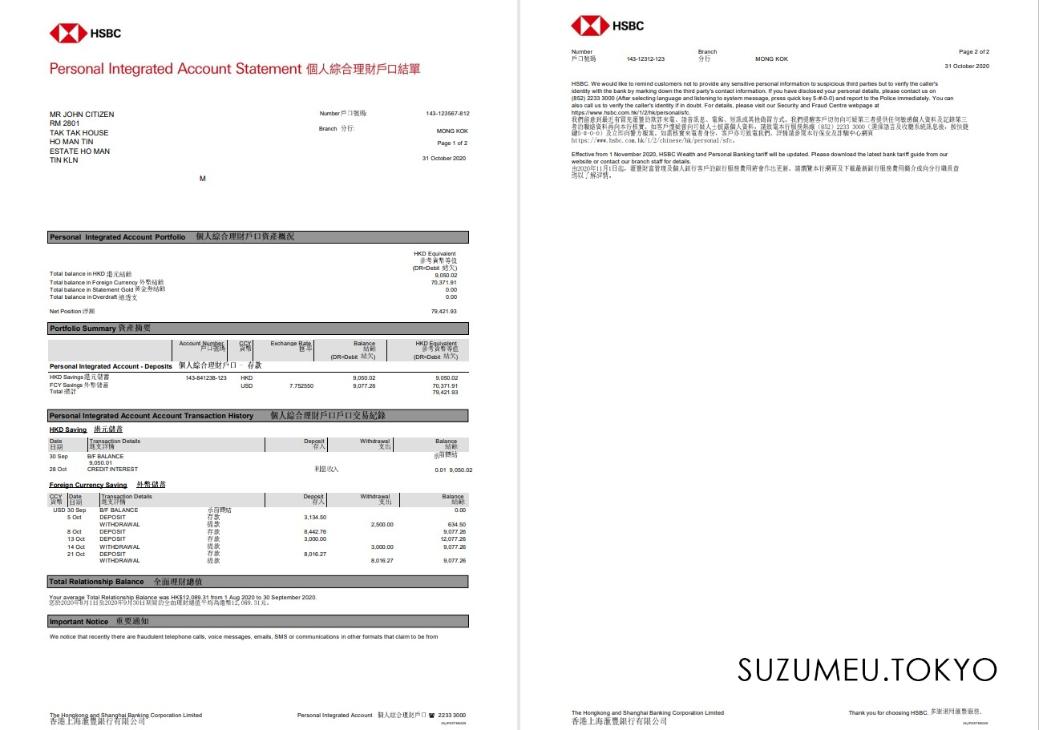 HSBC
Personal Integrated Account Statement 個人綜合理財戶口結單
MR JOHN CITIZEN
RM 2801
TAK TAK HOUSE
HO MAN TIN
ESTATE HO MAN
TIN KLN
Number 戶口號碼 143-123567-812
Branch 分行 MONG KOK
Page 1 of 2
31 October 2020
M
Personal Integrated Account Portfolio 個人綜合理財戶口資產概況
HKD Equivalent
參考貨幣等值
(DR=Debit 結欠)
Total balance in HKD 港元結餘 9,050.02
Total balance in Foreign Currency 外幣結餘 70,371.91
Total balance in Statement Gold 黃金券結餘 0.00
Total balance in Overdraft 透支 0.00
Net Position 淨額 79,421.93
Portfolio Summary 資產摘要
Account Number CCY Exchange Rate Balance HKD Equivalent
戶口號碼 貨幣 匯率 結餘 參考貨幣等值
(DR=Debit 結欠) (DR=Debit 結欠)
Personal Integrated Account - Deposits 個人綜合理財戶口 - 存款
HKD Savings 港元儲蓄 143-841238-123 HKD 9,050.02 9,050.02
FCY Savings 外幣儲蓄 USD 7.752550 9,077.26 70,371.91
Total 總計 79,421.93
Personal Integrated Account Account Transaction History 個人綜合理財戶口戶口交易紀錄
HKD Saving 港元儲蓄
Date Transaction Details Deposit Withdrawal Balance
日期 進支詳情 存入 支出 結餘
30 Sep B/F BALANCE 承前轉結
9,050.01
28 Oct CREDIT INTEREST 利息收入 0.01 9,050.02
Foreign Currency Saving 外幣儲蓄
CCY Date Transaction Details Deposit Withdrawal Balance
貨幣 日期 進支詳情 存入 支出 結餘
USD 30 Sep B/F BALANCE 承前轉結 0.00
5 Oct DEPOSIT 存款 3,134.50
WITHDRAWAL 提款 2,500.00 634.50
8 Oct DEPOSIT 存款 8,442.76 9,077.26
13 Oct DEPOSIT 存款 3,000.00 12,077.26
14 Oct WITHDRAWAL 提款 3,000.00 9,077.26
21 Oct DEPOSIT 存款 8,016.27
WITHDRAWAL 提款 8,016.27 9,077.26
Total Relationship Balance 全面理財總值
Your average Total Relationship Balance was HK$12,089.31 from 1 Aug 2020 to 30 September 2020.
您於2020年8月1日至2020年9月30日期間的全面理財總值平均為港幣12,089.31元。
Important Notice 重要通知
We notice that recently there are fraudulent telephone calls, voice messages, emails, SMS or communications in other formats that claim to be from
The Hongkong and Shanghai Banking Corporation Limited
香港上海滙豐銀行有限公司
Personal Integrated Account 個人綜合理財戶口 ☎ 2233 3000
HSBC
Number Branch Page 2 of 2
戶口號碼 143-12312-123 分行 MONG KOK
31 October 2020
HSBC. We would like to remind customers not to provide any sensitive personal information to suspicious third parties but to verify the caller's
identity with the bank by marking down the third party's contact information. If you have disclosed your personal details, please contact us on
(852) 2233 3000 (After selecting language and listening to system message, press quick key 5-#-0-0) and report to the Police immediately. You can
also call us to verify the caller's identity if in doubt. For details, please visit our Security and Fraud Centre webpage at
https://www.hsbc.com.hk/1/2/hk/personal/sfc.
https://www.hsbc.com.hk/1/2/chinese/hk/personal/sfc。
Effective from 1 November 2020, HSBC Wealth and Personal Banking tariff will be updated. Please download the latest bank tariff guide from our
website or contact our branch staff for details.
由2020年11月1日起，滙豐財富管理及個人銀行客戶的銀行服務費用將會作出更新。請瀏覽本行網頁及下載最新銀行服務費用簡介或向分行職員查
詢以了解詳情。
SUZUMEU.TOKYO
The Hongkong and Shanghai Banking Corporation Limited
香港上海滙豐銀行有限公司
Thank you for choosing HSBC. 多謝選用滙豐服務。